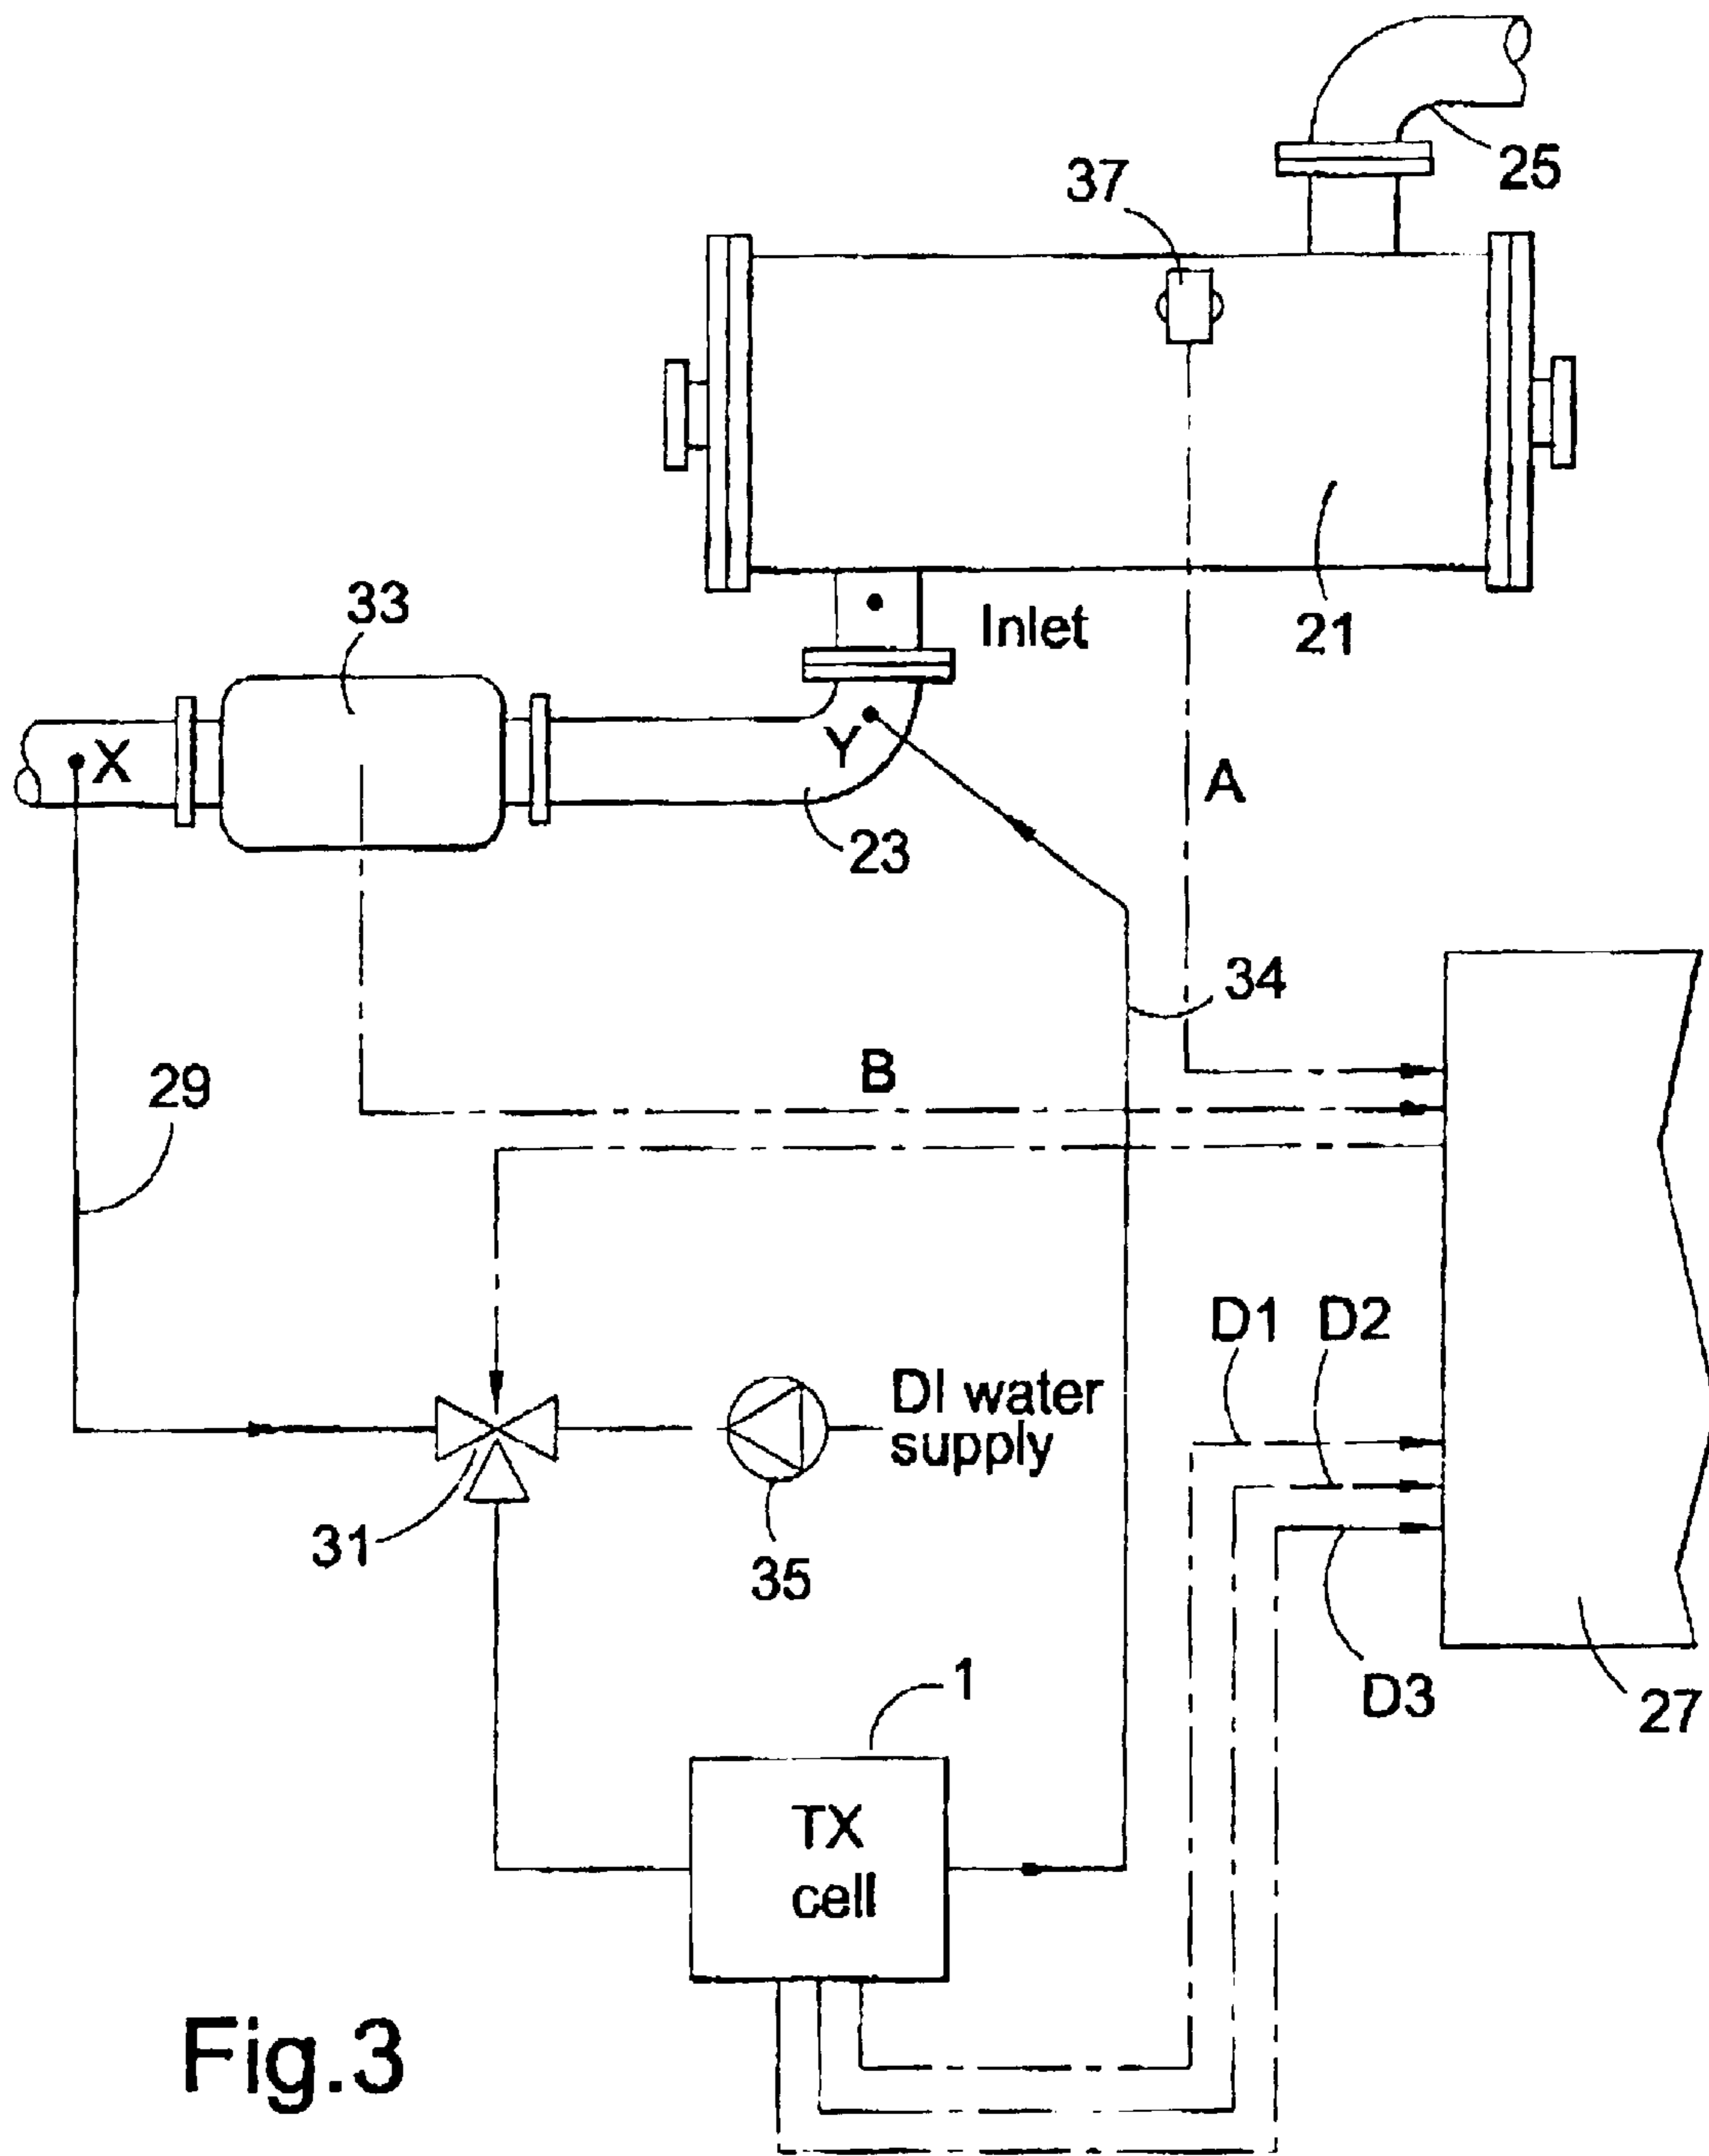 25
37
33
Inlet
21
X
Y
A
23
34
B
29
D1
D2
DI water
supply
31
35
1
D3
27
TX
cell
Fig.3